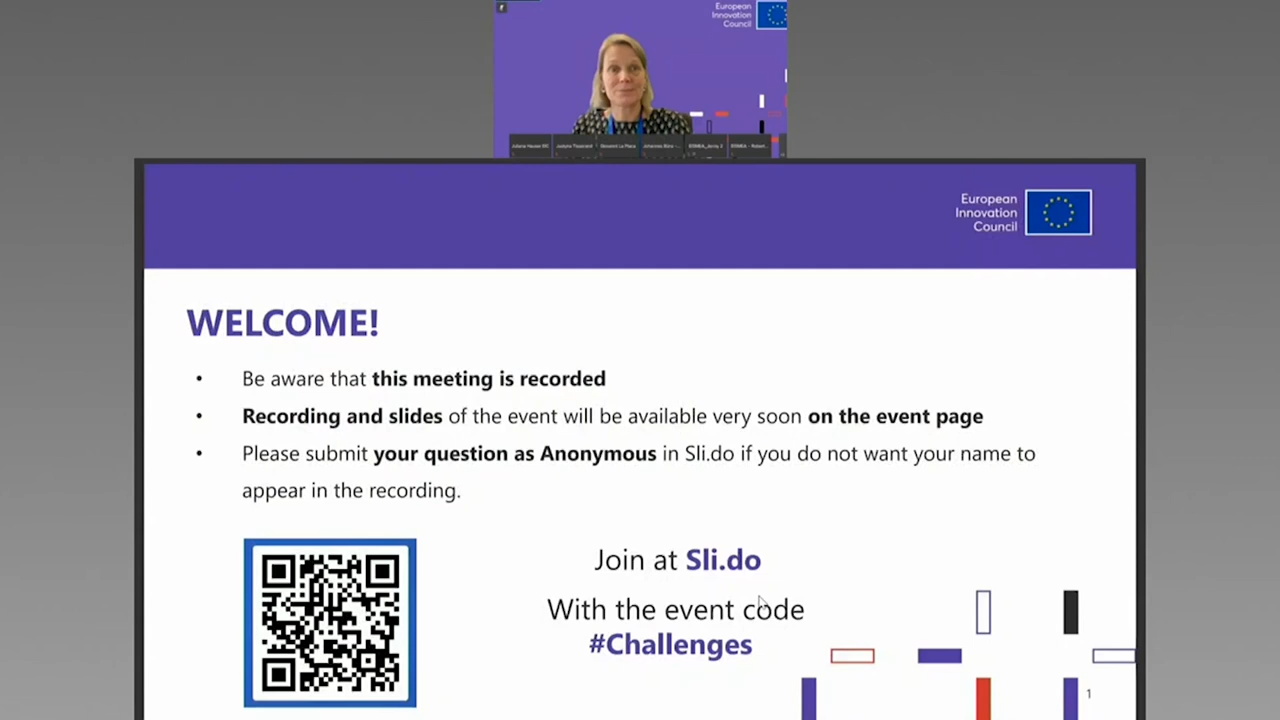 European
Innovation
Council
European
Innovation
Council
WELCOME!
• Be aware that this meeting is recorded
• Recording and slides of the event will be available very soon on the event page
• Please submit your question as Anonymous in Sli.do if you do not want your name to
appear in the recording.
Join at Sli.do
With the event code
#Challenges
1